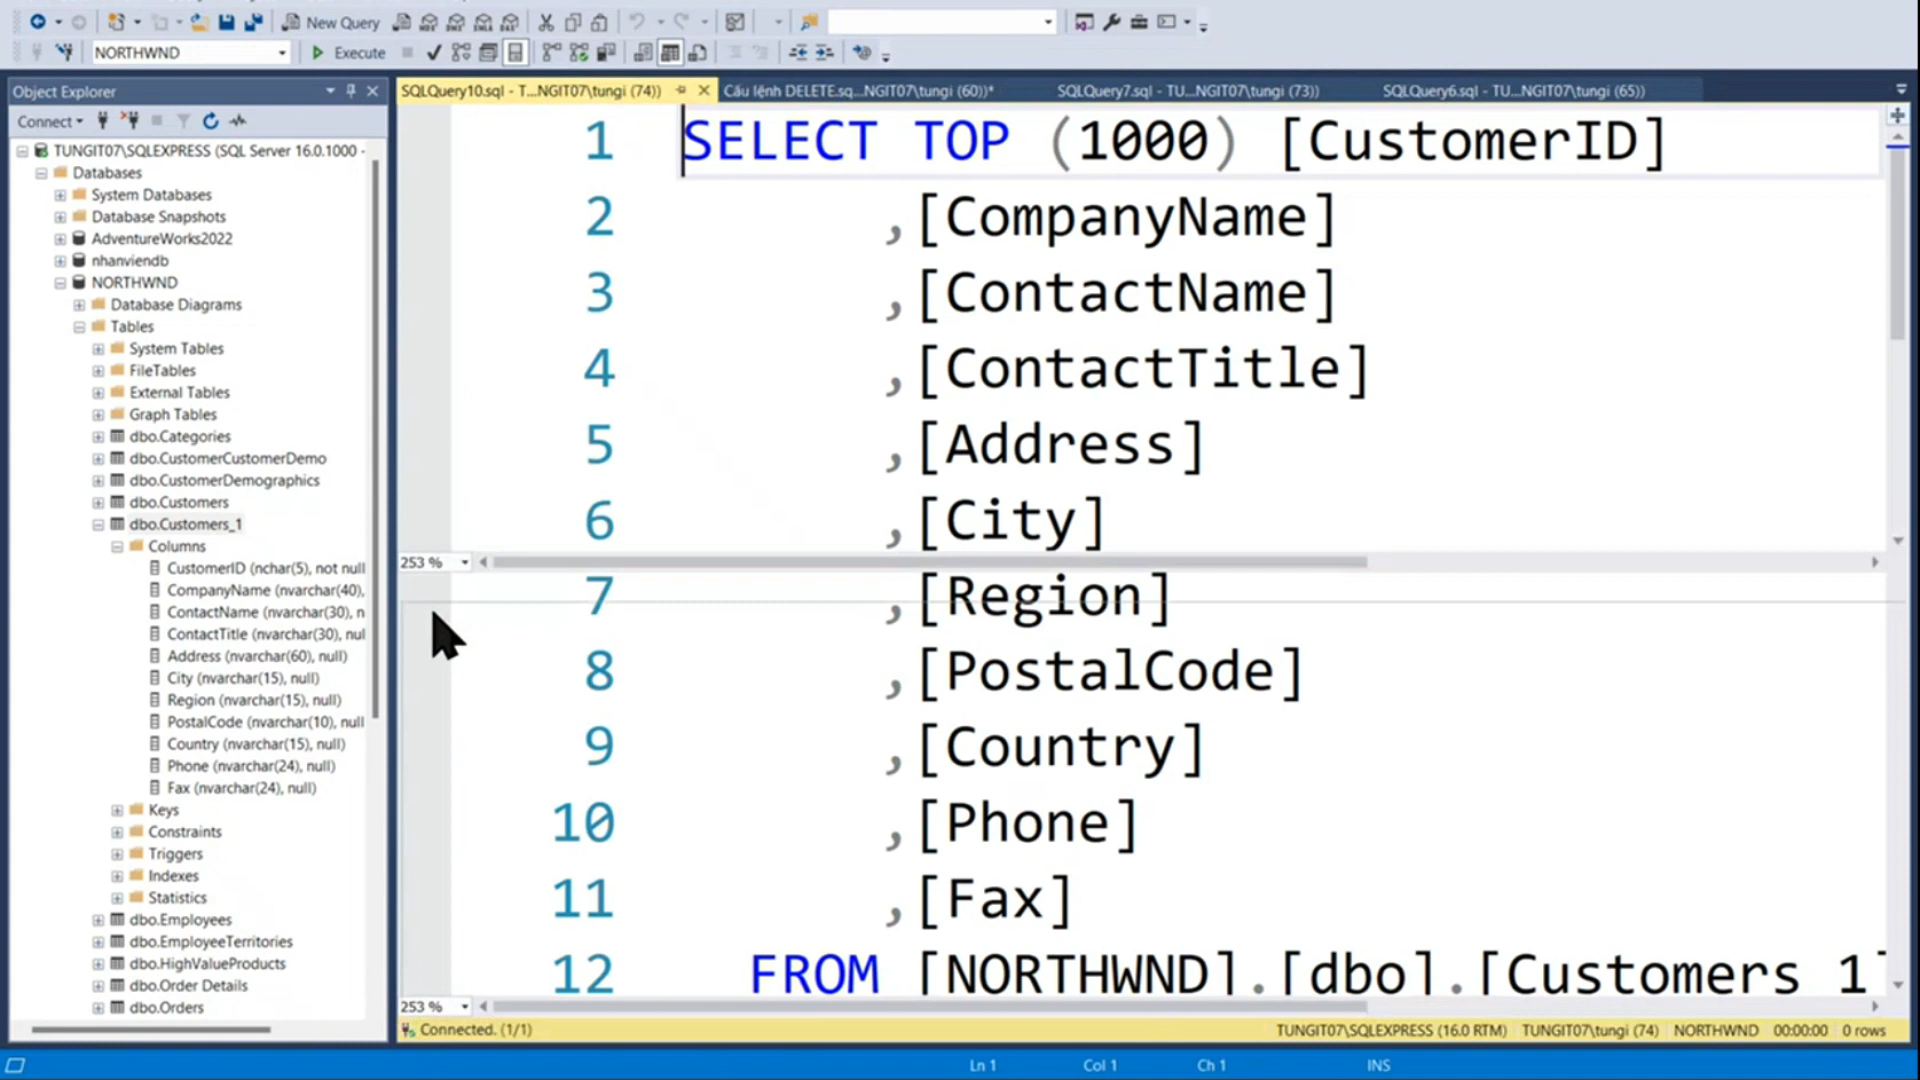 New Query
NORTHWND
Execute
Object Explorer
Connect
TUNGIT07\SQLEXPRESS (SQL Server 16.0.1000 -
Databases
System Databases
Database Snapshots
AdventureWorks2022
nhanviendb
NORTHWND
Database Diagrams
Tables
System Tables
FileTables
External Tables
Graph Tables
dbo.Categories
dbo.CustomerCustomerDemo
dbo.CustomerDemographics
dbo.Customers
dbo.Customers_1
Columns
CustomerID (nchar(5), not null
CompanyName (nvarchar(40),
ContactName (nvarchar(30), n
ContactTitle (nvarchar(30), nul
Address (nvarchar(60), null)
City (nvarchar(15), null)
Region (nvarchar(15), null)
PostalCode (nvarchar(10), null
Country (nvarchar(15), null)
Phone (nvarchar(24), null)
Fax (nvarchar(24), null)
Keys
Constraints
Triggers
Indexes
Statistics
dbo.Employees
dbo.EmployeeTerritories
dbo.HighValueProducts
dbo.Order Details
dbo.Orders
SQLQuery10.sql - T...NGIT07\tungi (74))
Câu lệnh DELETE.sq...NGIT07\tungi (60))*
SQLQuery7.sql - TU...NGIT07\tungi (73))
SQLQuery6.sql - TU...NGIT07\tungi (65))
1 SELECT TOP (1000) [CustomerID]
2 ,[CompanyName]
3 ,[ContactName]
4 ,[ContactTitle]
5 ,[Address]
6 ,[City]
253 %
7 ,[Region]
8 ,[PostalCode]
9 ,[Country]
10 ,[Phone]
11 ,[Fax]
12 FROM [NORTHWND].[dbo].[Customers_1]
253 %
Connected. (1/1)
TUNGIT07\SQLEXPRESS (16.0 RTM)
TUNGIT07\tungi (74)
NORTHWND
00:00:00
0 rows
Ln 1
Col 1
Ch 1
INS